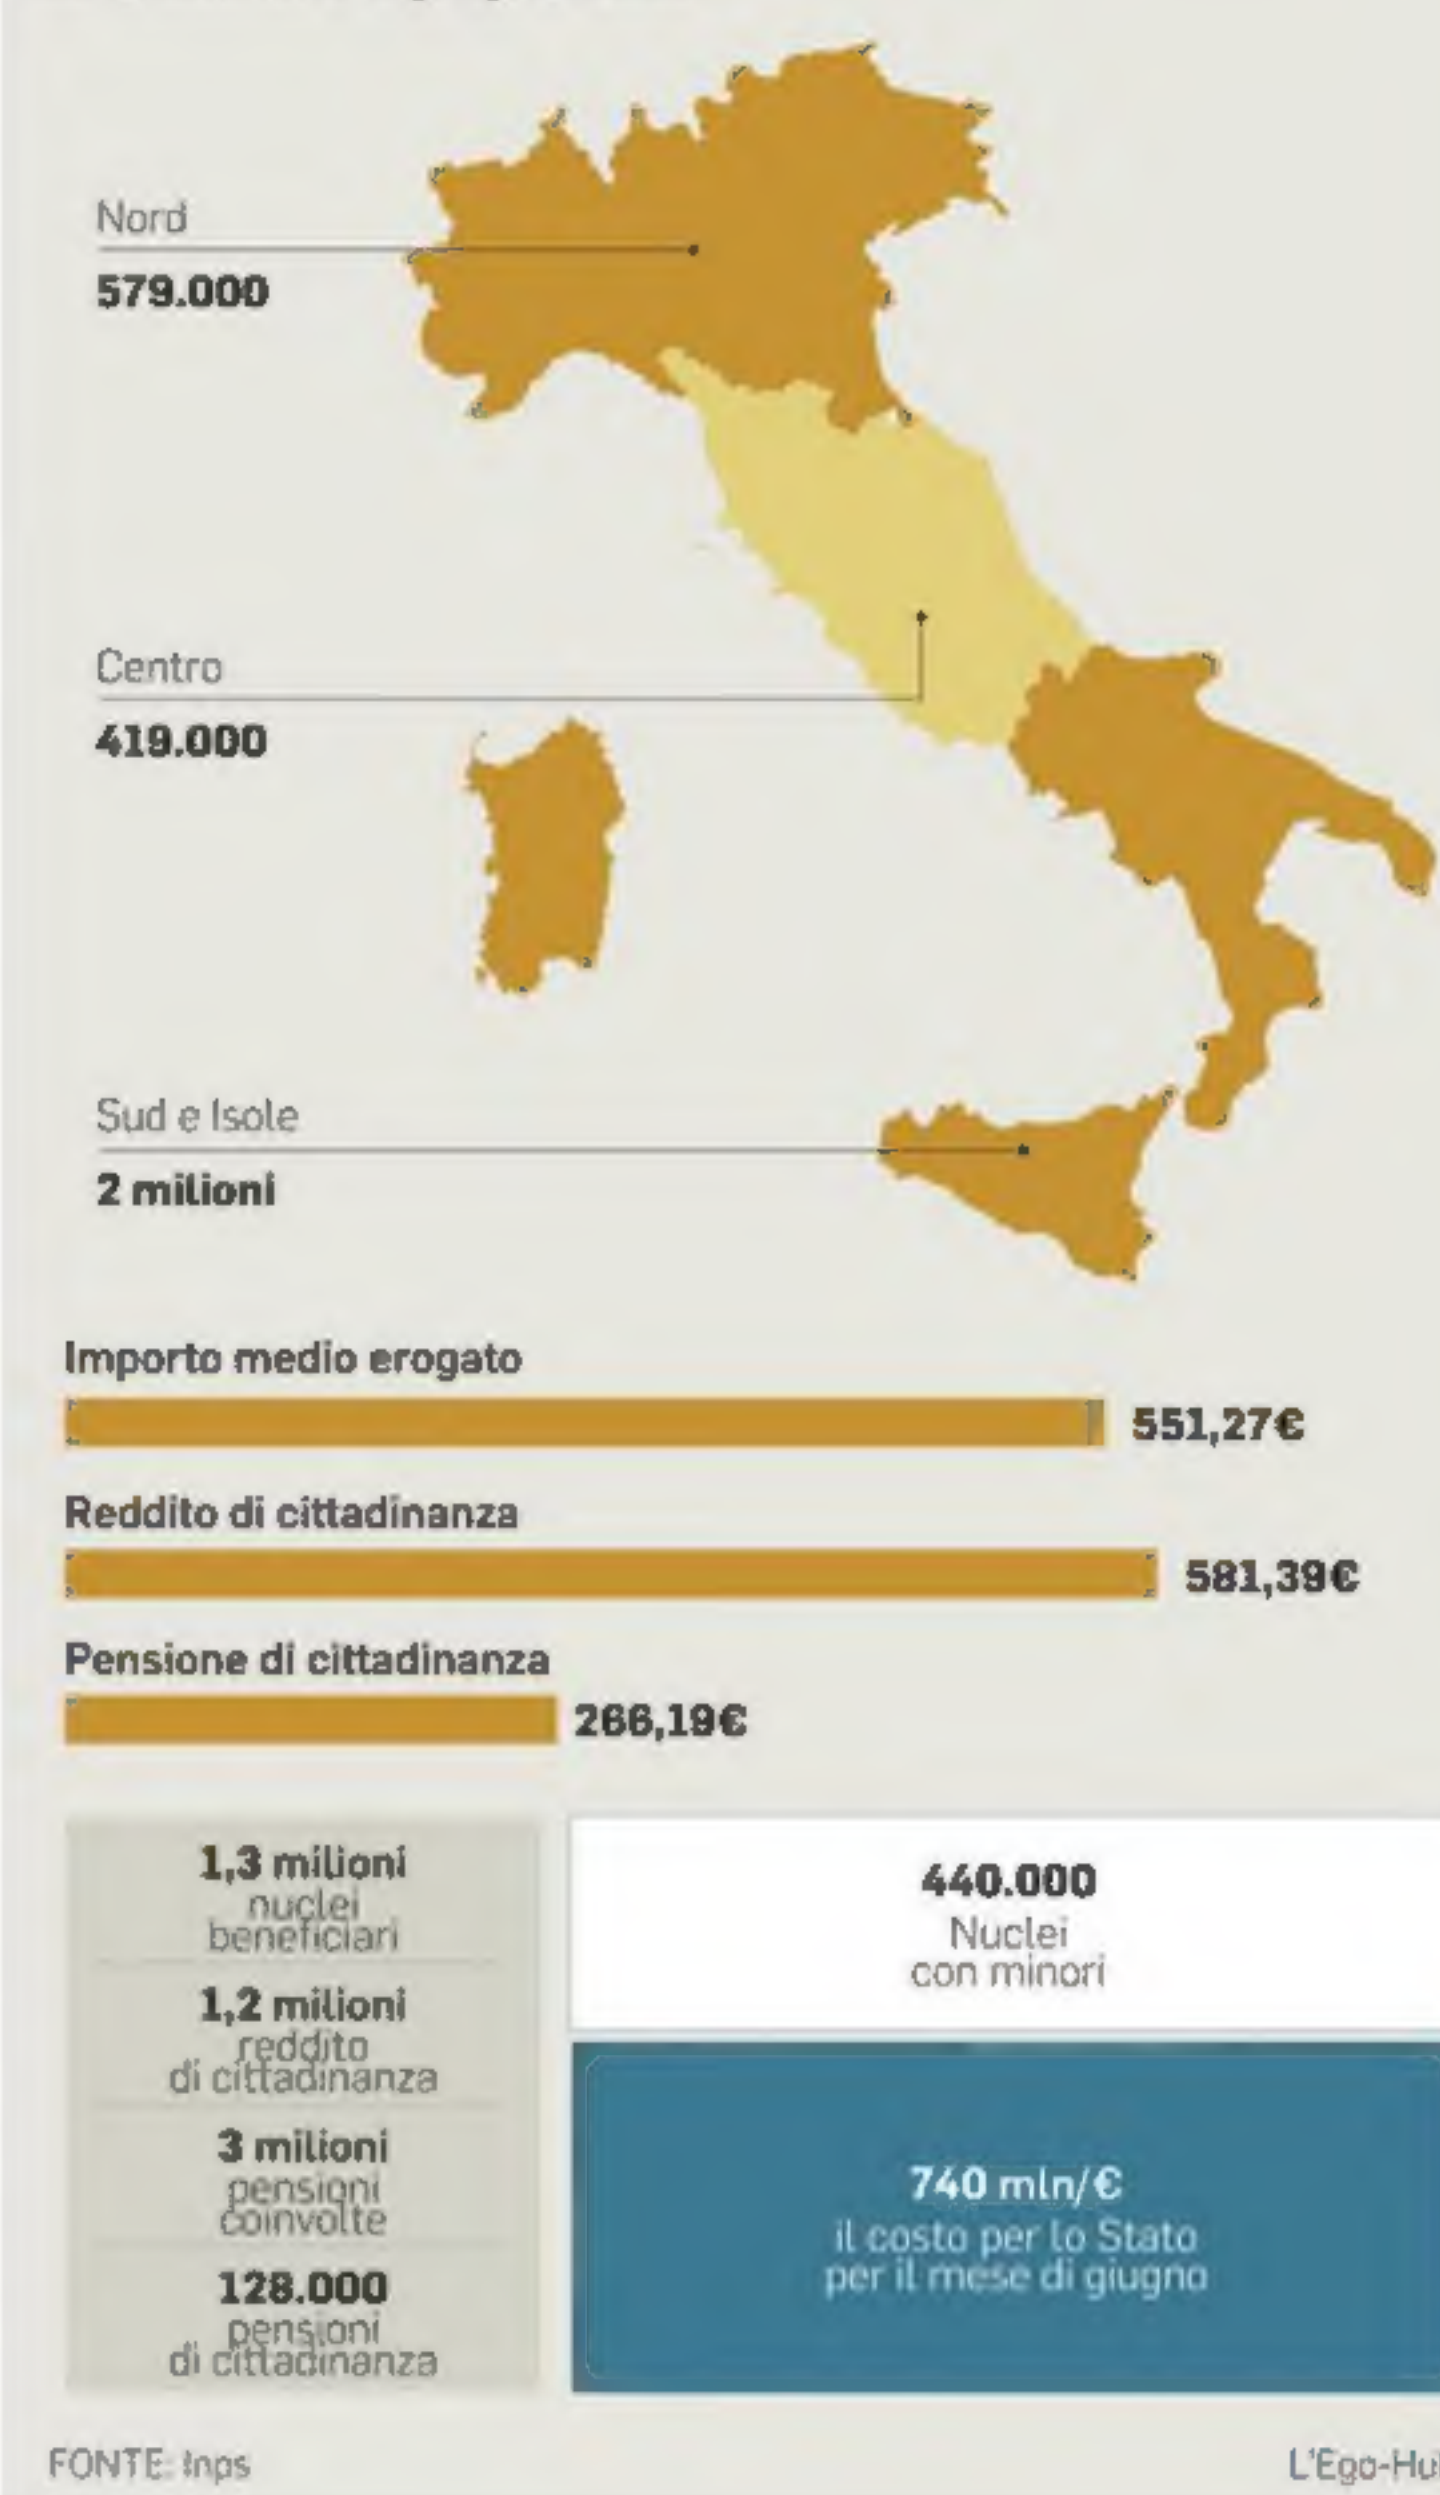 Nord
579.000
Centro
419.000
Sud e Isole
2 milioni
Importo medio erogato
551,27€
Reddito di cittadinanza
581,39€
Pensione di cittadinanza
266,19€
1,3 milioni
nuclei
beneficiari
1,2 milioni
reddito
di cittadinanza
3 milioni
pensioni
coinvolte
128.000
pensioni
di cittadinanza
440.000
Nuclei
con minori
740 mln/€
il costo per lo Stato
per il mese di giugno
FONTE: Inps
L'Ego-Hu